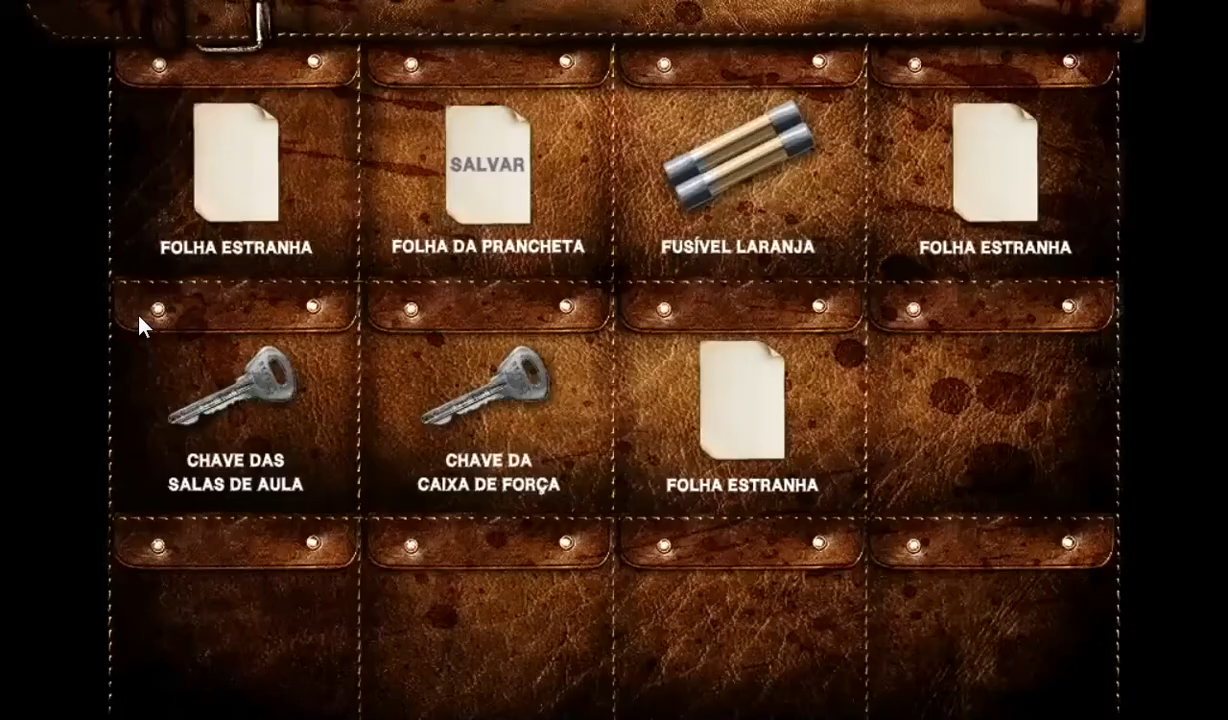 SALVAR
FOLHA ESTRANHA
FOLHA DA PRANCHETA
FUSÍVEL LARANJA
FOLHA ESTRANHA
CHAVE DAS
SALAS DE AULA
CHAVE DA
CAIXA DE FORÇA
FOLHA ESTRANHA